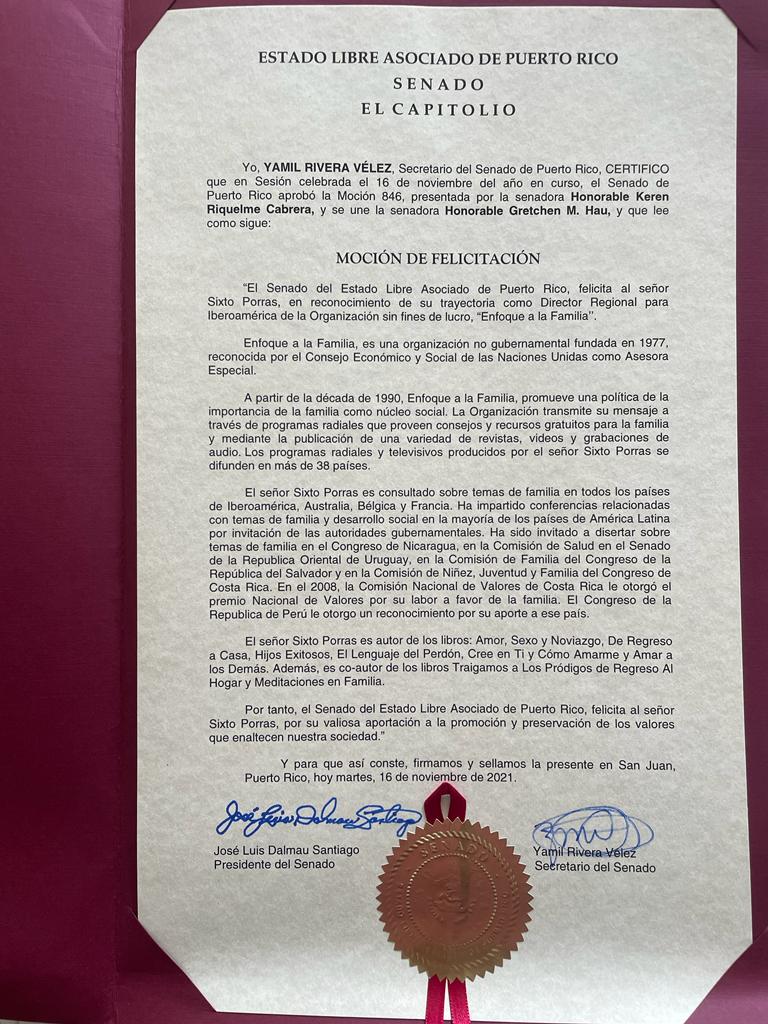 ESTADO LIBRE ASOCIADO DE PUERTO RICO
SENADO
EL CAPITOLIO
Yo, YAMIL RIVERA VÉLEZ, Secretario del Senado de Puerto Rico, CERTIFICO
que en Sesión celebrada el 16 de noviembre del año en curso, el Senado de
Puerto Rico aprobó la Moción 846, presentada por la senadora Honorable Keren
Riquelme Cabrera, y se une la senadora Honorable Gretchen M. Hau, y que lee
como sigue:
MOCIÓN DE FELICITACIÓN
“El Senado del Estado Libre Asociado de Puerto Rico, felicita al señor
Sixto Porras, en reconocimiento de su trayectoria como Director Regional para
Iberoamérica de la Organización sin fines de lucro, “Enfoque a la Familia”.
Enfoque a la Familia, es una organización no gubernamental fundada en 1977,
reconocida por el Consejo Económico y Social de las Naciones Unidas como Asesora
Especial.
A partir de la década de 1990, Enfoque a la Familia, promueve una política de la
importancia de la familia como núcleo social. La Organización transmite su mensaje a
través de programas radiales que proveen consejos y recursos gratuitos para la familia
y mediante la publicación de una variedad de revistas, videos y grabaciones de
audio. Los programas radiales y televisivos producidos por el señor Sixto Porras se
difunden en más de 38 países.
El señor Sixto Porras es consultado sobre temas de familia en todos los países
de Iberoamérica, Australia, Bélgica y Francia. Ha impartido conferencias relacionadas
con temas de familia y desarrollo social en la mayoría de los países de América Latina
por invitación de las autoridades gubernamentales. Ha sido invitado a disertar sobre
temas de familia en el Congreso de Nicaragua, en la Comisión de Salud en el Senado
de la Republica Oriental de Uruguay, en la Comisión de Familia del Congreso de la
República del Salvador y en la Comisión de Niñez, Juventud y Familia del Congreso de
Costa Rica. En el 2008, la Comisión Nacional de Valores de Costa Rica le otorgó el
premio Nacional de Valores por su labor a favor de la familia. El Congreso de la
Republica de Perú le otorgo un reconocimiento por su aporte a ese país.
El señor Sixto Porras es autor de los libros: Amor, Sexo y Noviazgo, De Regreso
a Casa, Hijos Exitosos, El Lenguaje del Perdón, Cree en Ti y Cómo Amarme y Amar a
los Demás. Además, es co-autor de los libros Traigamos a Los Pródigos de Regreso Al
Hogar y Meditaciones en Familia.
Por tanto, el Senado del Estado Libre Asociado de Puerto Rico, felicita al señor
Sixto Porras, por su valiosa aportación a la promoción y preservación de los valores
que enaltecen nuestra sociedad.”
Y para que así conste, firmamos y sellamos la presente en San Juan,
Puerto Rico, hoy martes, 16 de noviembre de 2021.
José Luis Dalmau Santiago
José Luis Dalmau Santiago
Presidente del Senado
Yamil Rivera Vélez
Secretario del Senado
SENADO